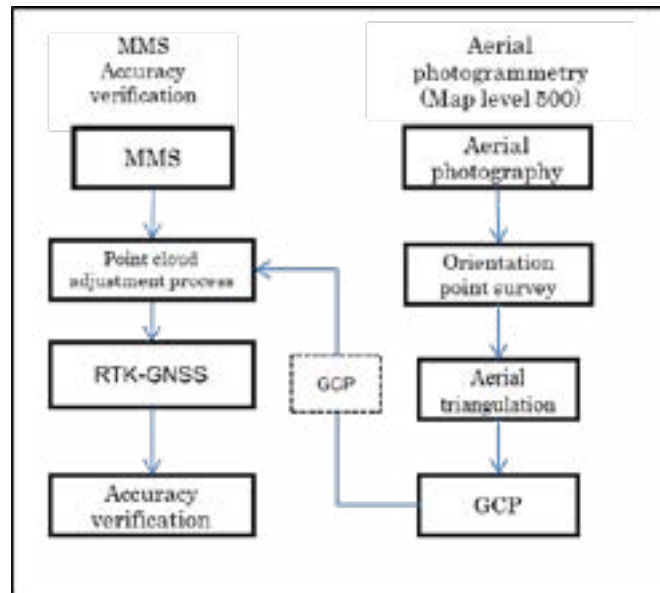 MMS
Accuracy
verification
MMS
Point cloud
adjustment process
RTK-GNSS
Accuracy
verification
GCP
Aerial
photogrammetry
(Map level 500)
Aerial
photography
Orientation
point survey
Aerial
triangulation
GCP